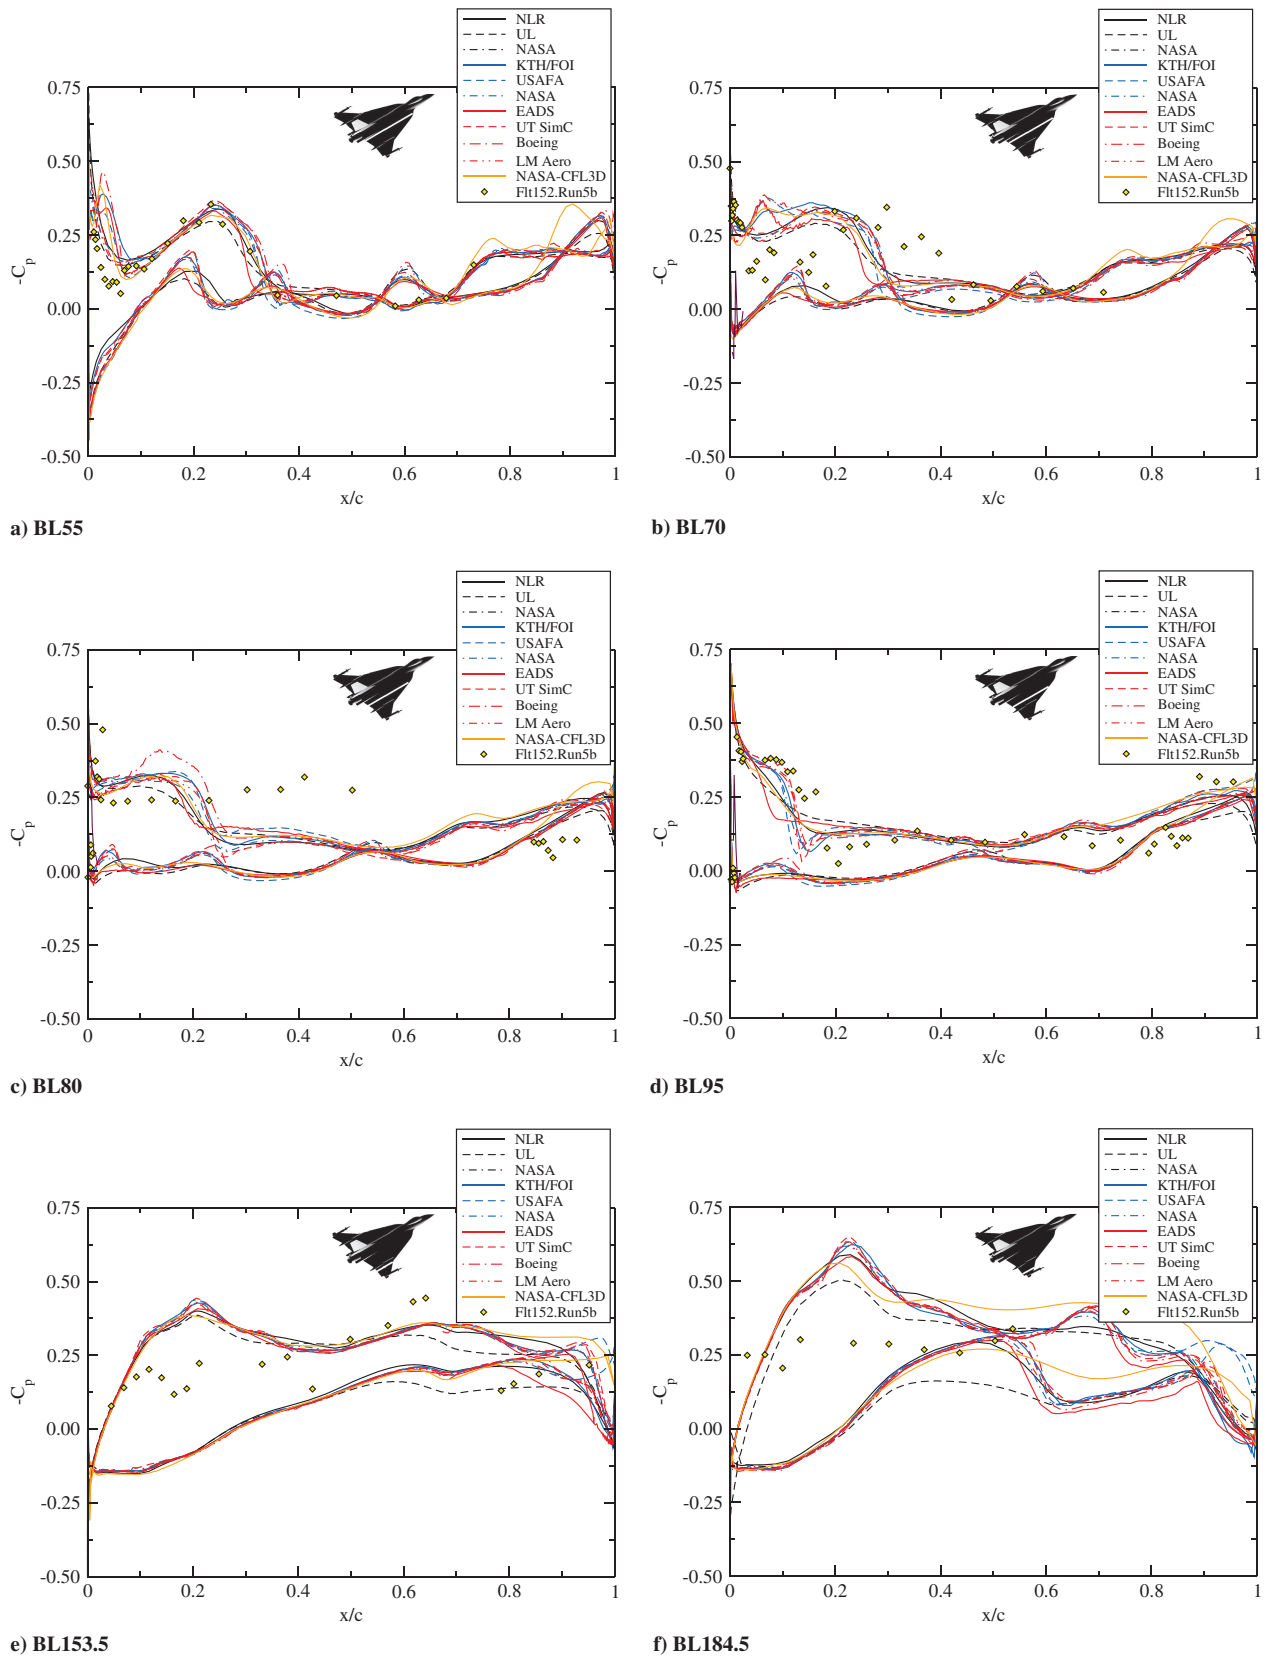 NLR
UL
NASA
KTH/FOI
USAFA
NASA
EADS
UT SimC
Boeing
LM Aero
NASA-CFL3D
Flt152.Run5b
0.75
0.50
0.25
0.00
-0.25
-0.50
-Cp
0 0.2 0.4 0.6 0.8 1
x/c
a) BL55
NLR
UL
NASA
KTH/FOI
USAFA
NASA
EADS
UT SimC
Boeing
LM Aero
NASA-CFL3D
Flt152.Run5b
0.75
0.50
0.25
0.00
-0.25
-0.50
-Cp
0 0.2 0.4 0.6 0.8 1
x/c
b) BL70
NLR
UL
NASA
KTH/FOI
USAFA
NASA
EADS
UT SimC
Boeing
LM Aero
NASA-CFL3D
Flt152.Run5b
0.75
0.50
0.25
0.00
-0.25
-0.50
-Cp
0 0.2 0.4 0.6 0.8 1
x/c
c) BL80
NLR
UL
NASA
KTH/FOI
USAFA
NASA
EADS
UT SimC
Boeing
LM Aero
NASA-CFL3D
Flt152.Run5b
0.75
0.50
0.25
0.00
-0.25
-0.50
-Cp
0 0.2 0.4 0.6 0.8 1
x/c
d) BL95
NLR
UL
NASA
KTH/FOI
USAFA
NASA
EADS
UT SimC
Boeing
LM Aero
NASA-CFL3D
Flt152.Run5b
0.75
0.50
0.25
0.00
-0.25
-0.50
-Cp
0 0.2 0.4 0.6 0.8 1
x/c
e) BL153.5
NLR
UL
NASA
KTH/FOI
USAFA
NASA
EADS
UT SimC
Boeing
LM Aero
NASA-CFL3D
Flt152.Run5b
0.75
0.50
0.25
0.00
-0.25
-0.50
-Cp
0 0.2 0.4 0.6 0.8 1
x/c
f) BL184.5